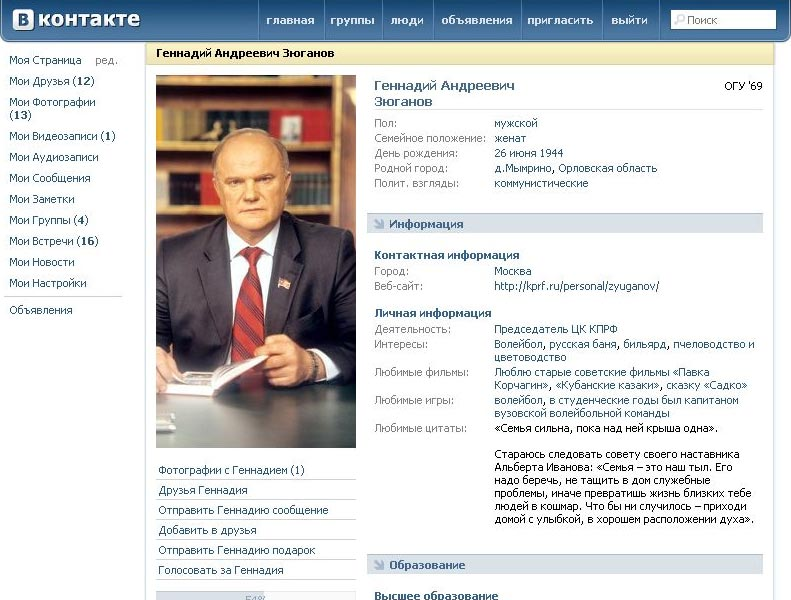 В контакте
главная группы люди объявления пригласить выйти Поиск
Моя Страница ред.
Мои Друзья (12)
Мои Фотографии
(13)
Мои Видеозаписи (1)
Мои Аудиозаписи
Мои Сообщения
Мои Заметки
Мои Группы (4)
Мои Встречи (16)
Мои Новости
Мои Настройки
Объявления
Геннадий Андреевич Зюганов
Фотографии с Геннадием (1)
Друзья Геннадия
Отправить Геннадию сообщение
Добавить в друзья
Отправить Геннадию подарок
Голосовать за Геннадия
Геннадий Андреевич
Зюганов
ОГУ '69
Пол: мужской
Семейное положение: женат
День рождения: 26 июня 1944
Родной город: д.Мымрино, Орловская область
Полит. взгляды: коммунистические
Информация
Контактная информация
Город: Москва
Веб-сайт: http://kprf.ru/personal/zyuganov/
Личная информация
Деятельность: Председатель ЦК КПРФ
Интересы: Волейбол, русская баня, бильярд, пчеловодство и
цветоводство
Любимые фильмы: Люблю старые советские фильмы «Павка
Корчагин», «Кубанские казаки», сказку «Садко»
Любимые игры: волейбол, в студенческие годы был капитаном
вузовской волейбольной команды
Любимые цитаты: «Семья сильна, пока над ней крыша одна».
Стараюсь следовать совету своего наставника
Альберта Иванова: «Семья – это наш тыл. Его
надо беречь, не тащить в дом служебные
проблемы, иначе превратишь жизнь близких тебе
людей в кошмар. Что бы ни случилось – приходи
домой с улыбкой, в хорошем расположении духа».
Образование
Высшее образование